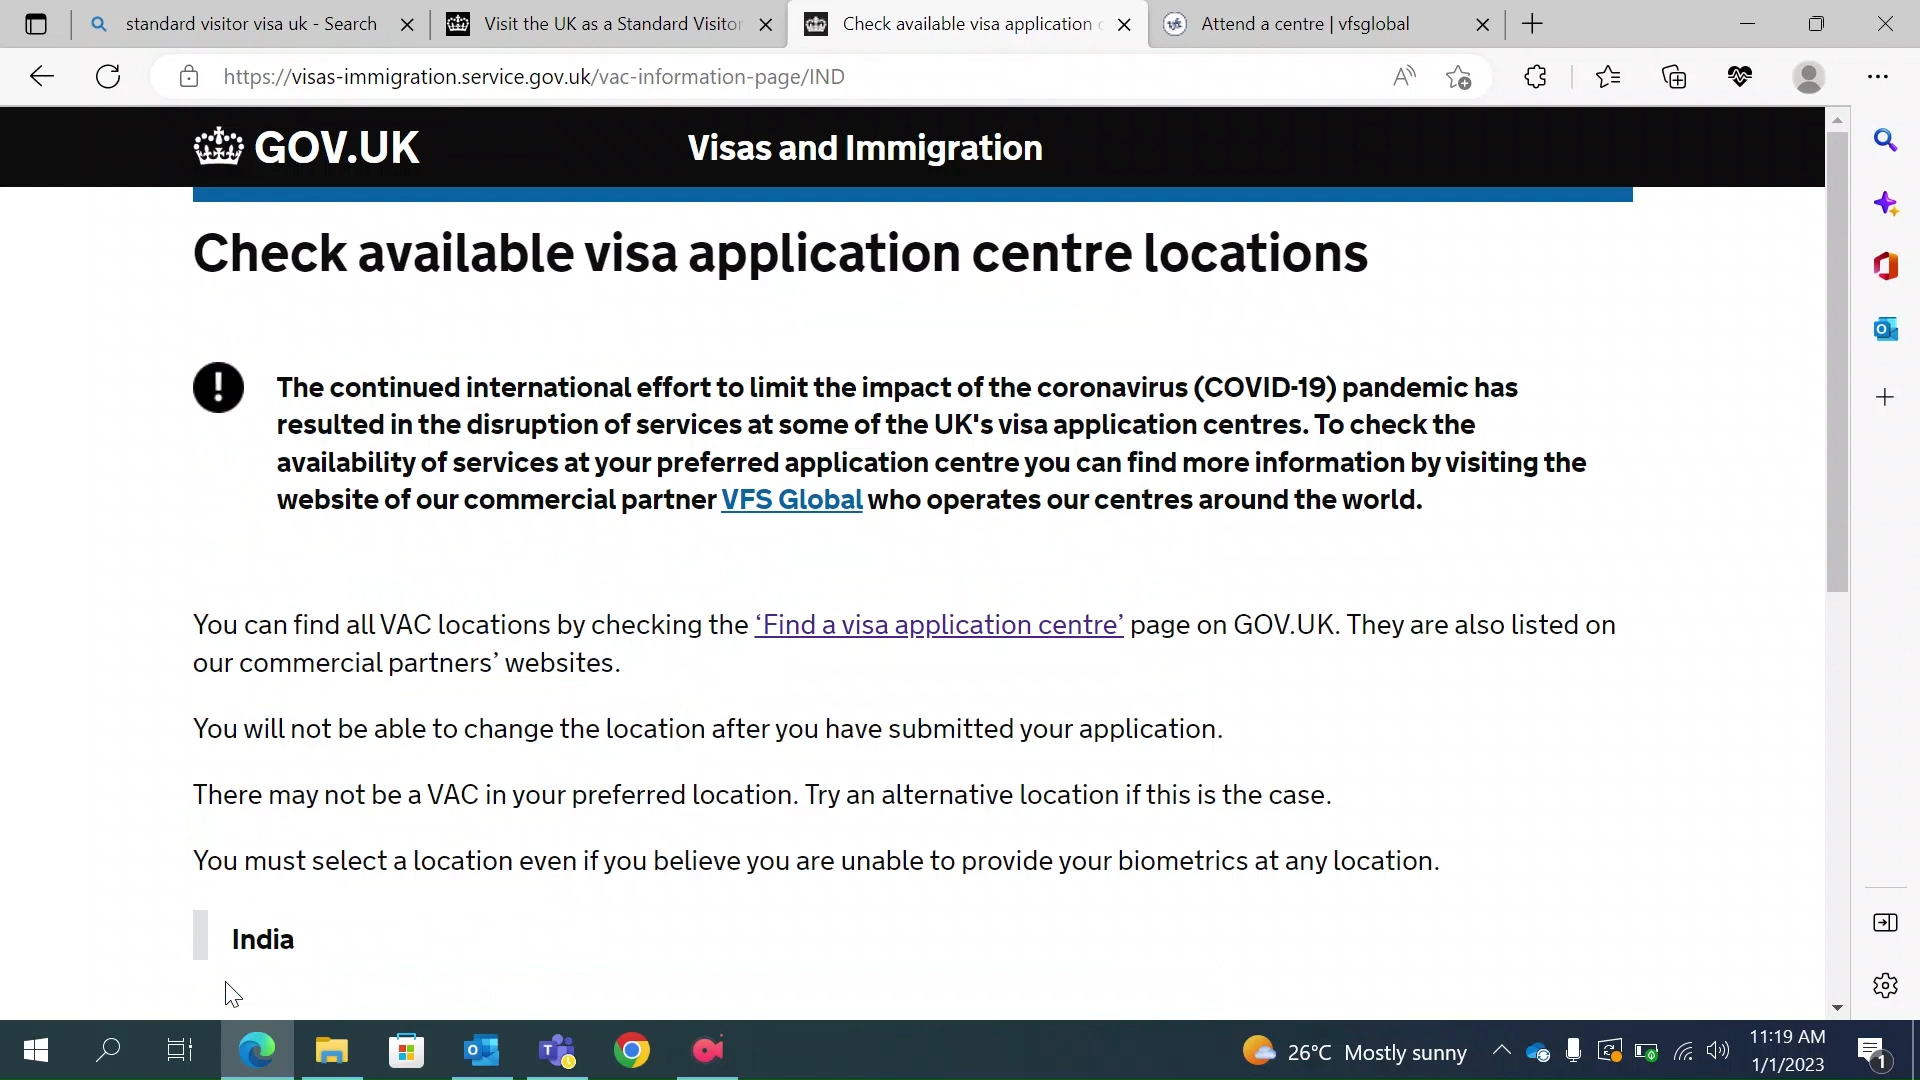 standard visitor visa uk - Search
Visit the UK as a Standard Visitor
Check available visa application c
Attend a centre | vfsglobal
https://visas-immigration.service.gov.uk/vac-information-page/IND
GOV.UK
Visas and Immigration
Check available visa application centre locations
The continued international effort to limit the impact of the coronavirus (COVID-19) pandemic has
resulted in the disruption of services at some of the UK's visa application centres. To check the
availability of services at your preferred application centre you can find more information by visiting the
website of our commercial partner VFS Global who operates our centres around the world.
You can find all VAC locations by checking the ‘Find a visa application centre’ page on GOV.UK. They are also listed on
our commercial partners’ websites.
You will not be able to change the location after you have submitted your application.
There may not be a VAC in your preferred location. Try an alternative location if this is the case.
You must select a location even if you believe you are unable to provide your biometrics at any location.
India
26°C Mostly sunny
11:19 AM
1/1/2023
1